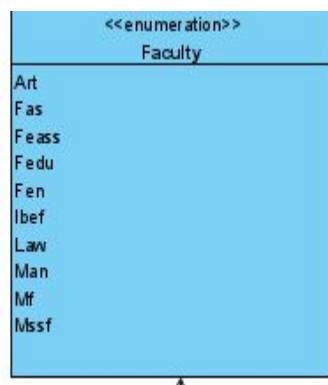 <<enumeration>>
Faculty
Art
Fas
Feass
Fedu
Fen
Ibef
Law
Man
Mf
Mssf